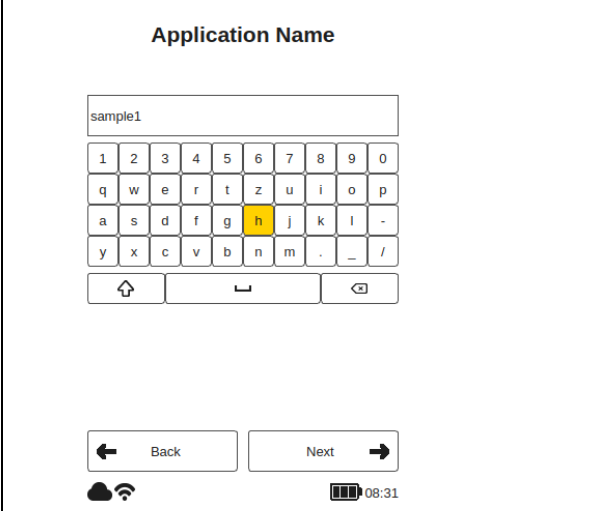 Application Name
sample1
1 2 3 4 5 6 7 8 9 0
q w e r t z u i o p
a s d f g h j k l -
y x c v b n m . _ /
Back Next
08:31